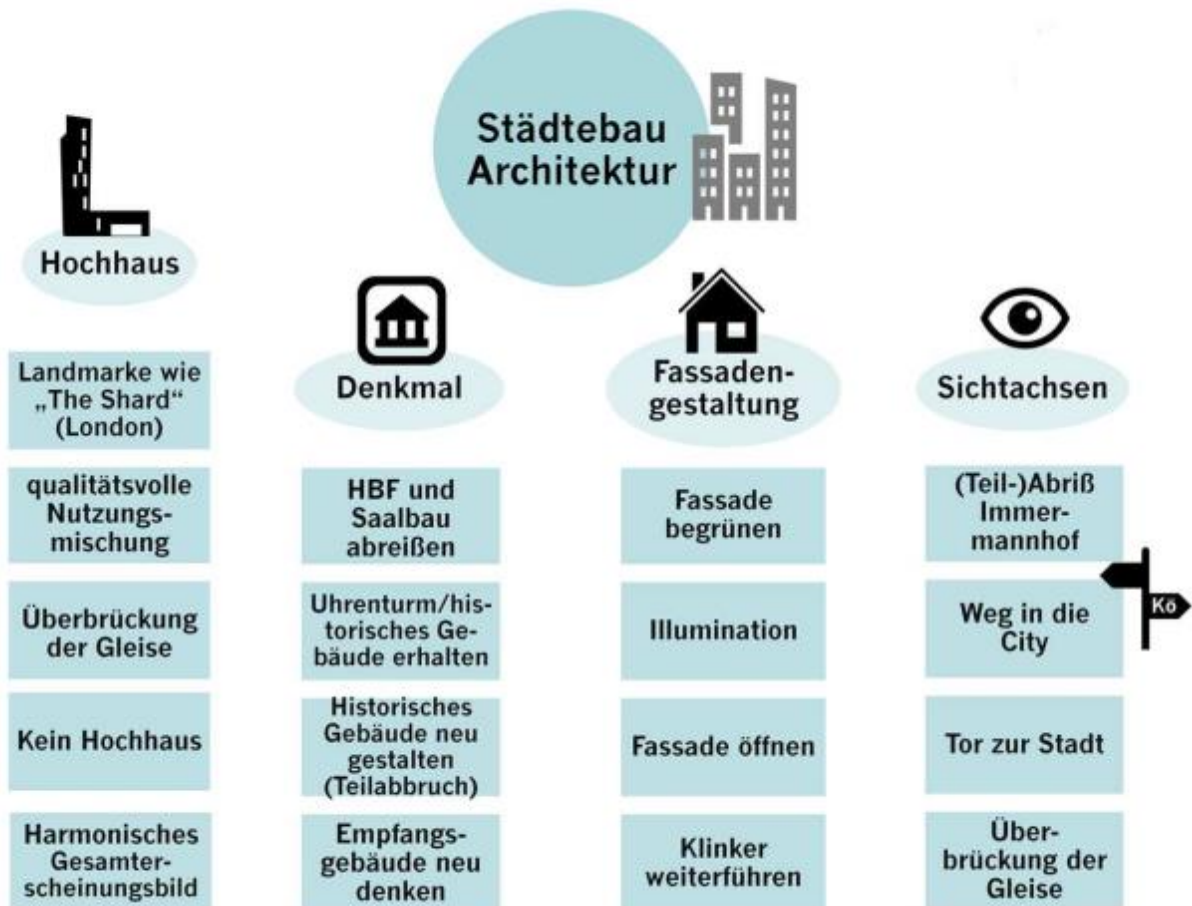 Städtebau
Architektur
Hochhaus
Landmarke wie
„The Shard“
(London)
qualitätsvolle
Nutzungs-
mischung
Überbrückung
der Gleise
Kein Hochhaus
Harmonisches
Gesamter-
scheinungsbild
Denkmal
HBF und
Saalbau
abreißen
Uhrenturm/his-
torisches Ge-
bäude erhalten
Historisches
Gebäude neu
gestalten
(Teilabbruch)
Empfangs-
gebäude neu
denken
Fassaden-
gestaltung
Fassade
begrünen
Illumination
Fassade öffnen
Klinker
weiterführen
Sichtachsen
(Teil-)Abriß
Immer-
mannhof
Weg in die
City
Kö
Tor zur Stadt
Über-
brückung der
Gleise